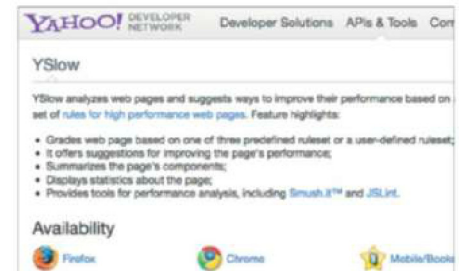 YAHOO! DEVELOPER NETWORK Developer Solutions APIs & Tools
YSlow
YSlow analyzes web pages and suggests ways to improve their performance based on
set of rules for high performance web pages. Feature highlights:
• Grades web page based on one of three predefined ruleset or a user-defined ruleset;
• It offers suggestions for improving the page's performance;
• Summarizes the page's components;
• Displays statistics about the page;
• Provides tools for performance analysis, including Smush.it™ and JSLint.
Availability
Firefox Chrome Mobile/Book